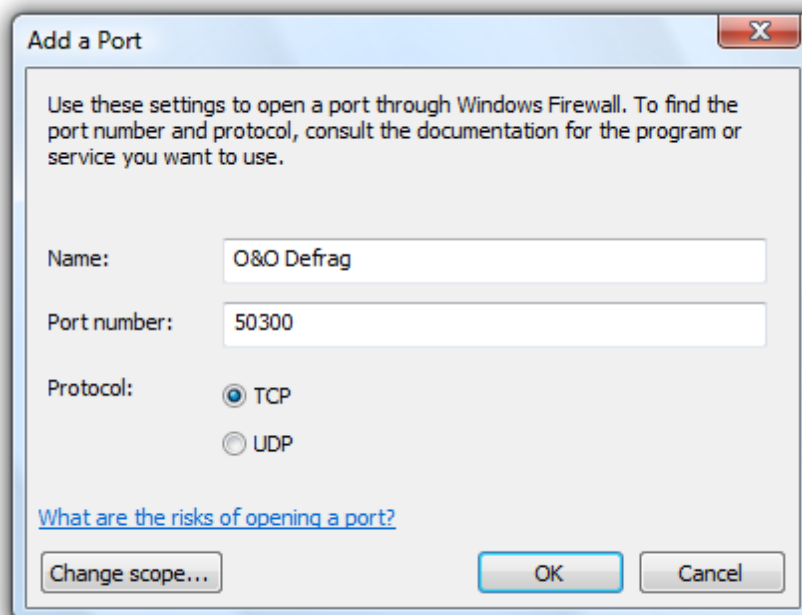 Add a Port
Use these settings to open a port through Windows Firewall. To find the
port number and protocol, consult the documentation for the program or
service you want to use.
Name: O&O Defrag
Port number: 50300
Protocol: TCP
UDP
What are the risks of opening a port?
Change scope... OK Cancel